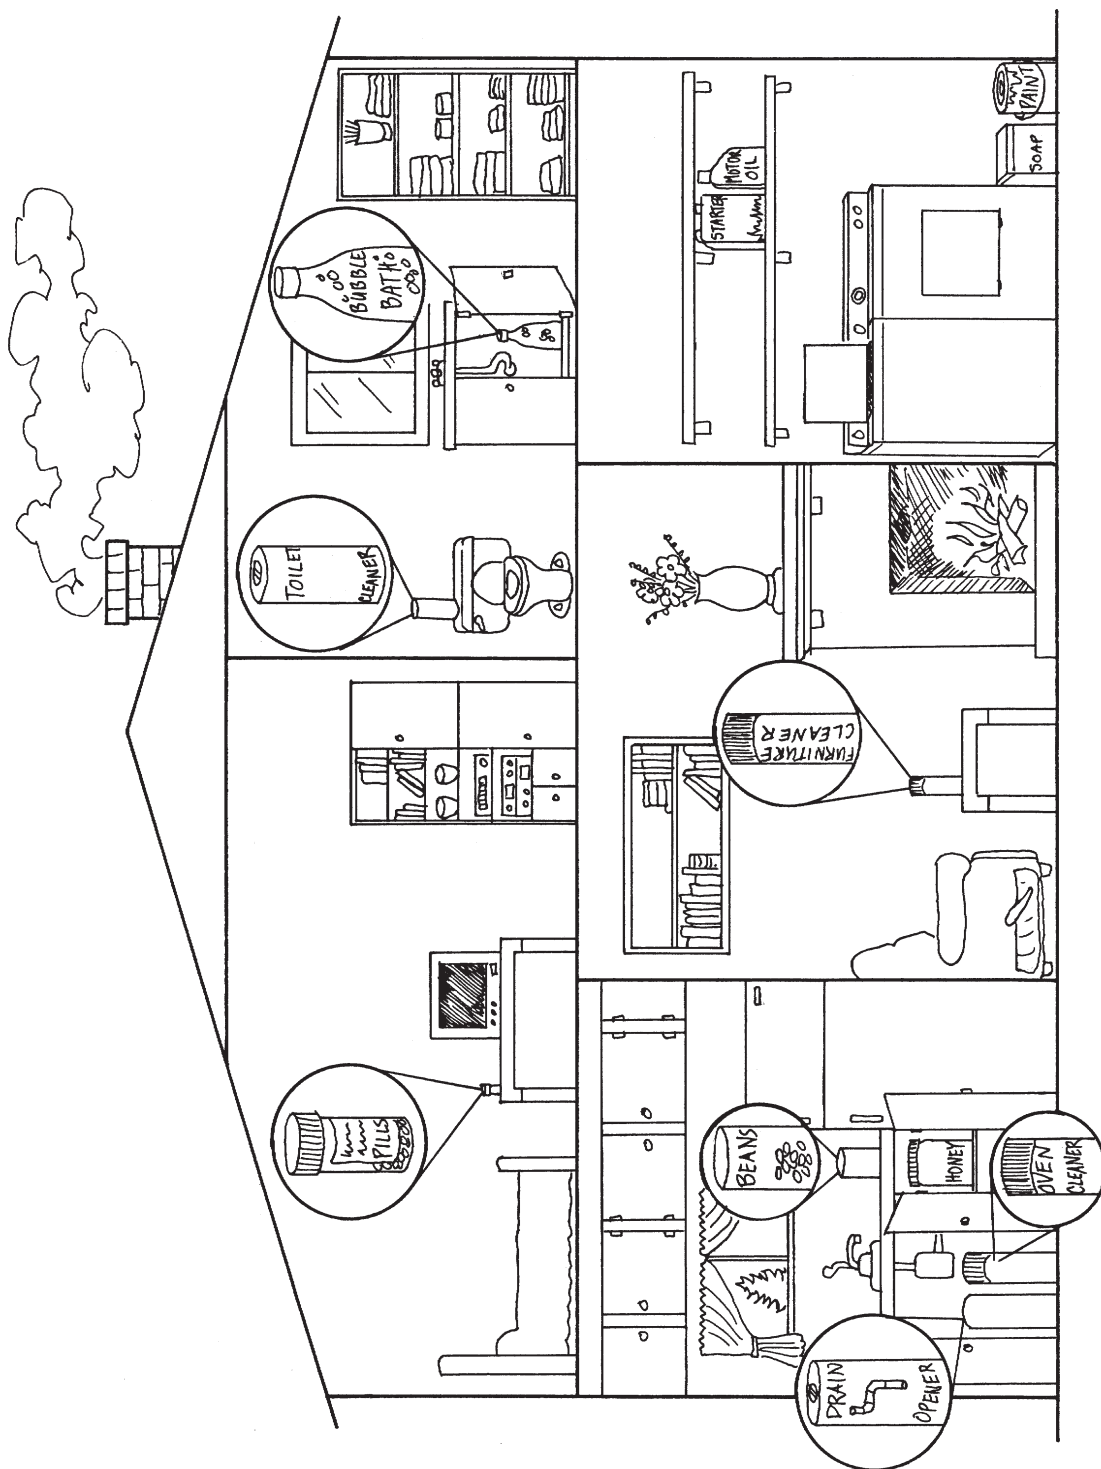 PILLS
TOILET
CLEANER
BUBBLE
BATH
DRAIN
OPENER
BEANS
HONEY
OVEN
CLEANER
FURNITURE
CLEANER
STARTER
MOTOR
OIL
SOAP
PAINT